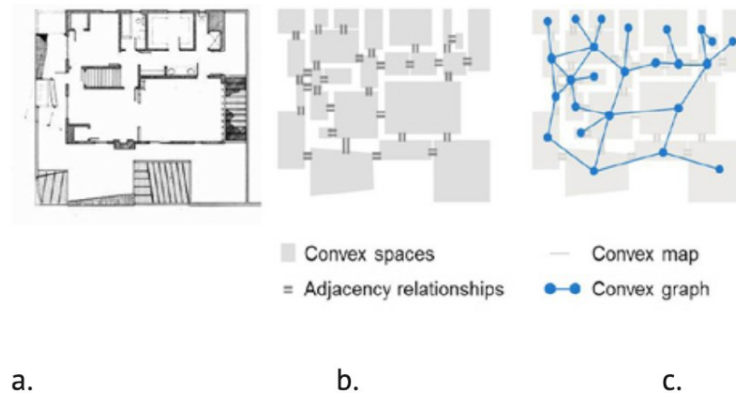 Convex spaces
Adjacency relationships
Convex map
Convex graph
a.
b.
c.